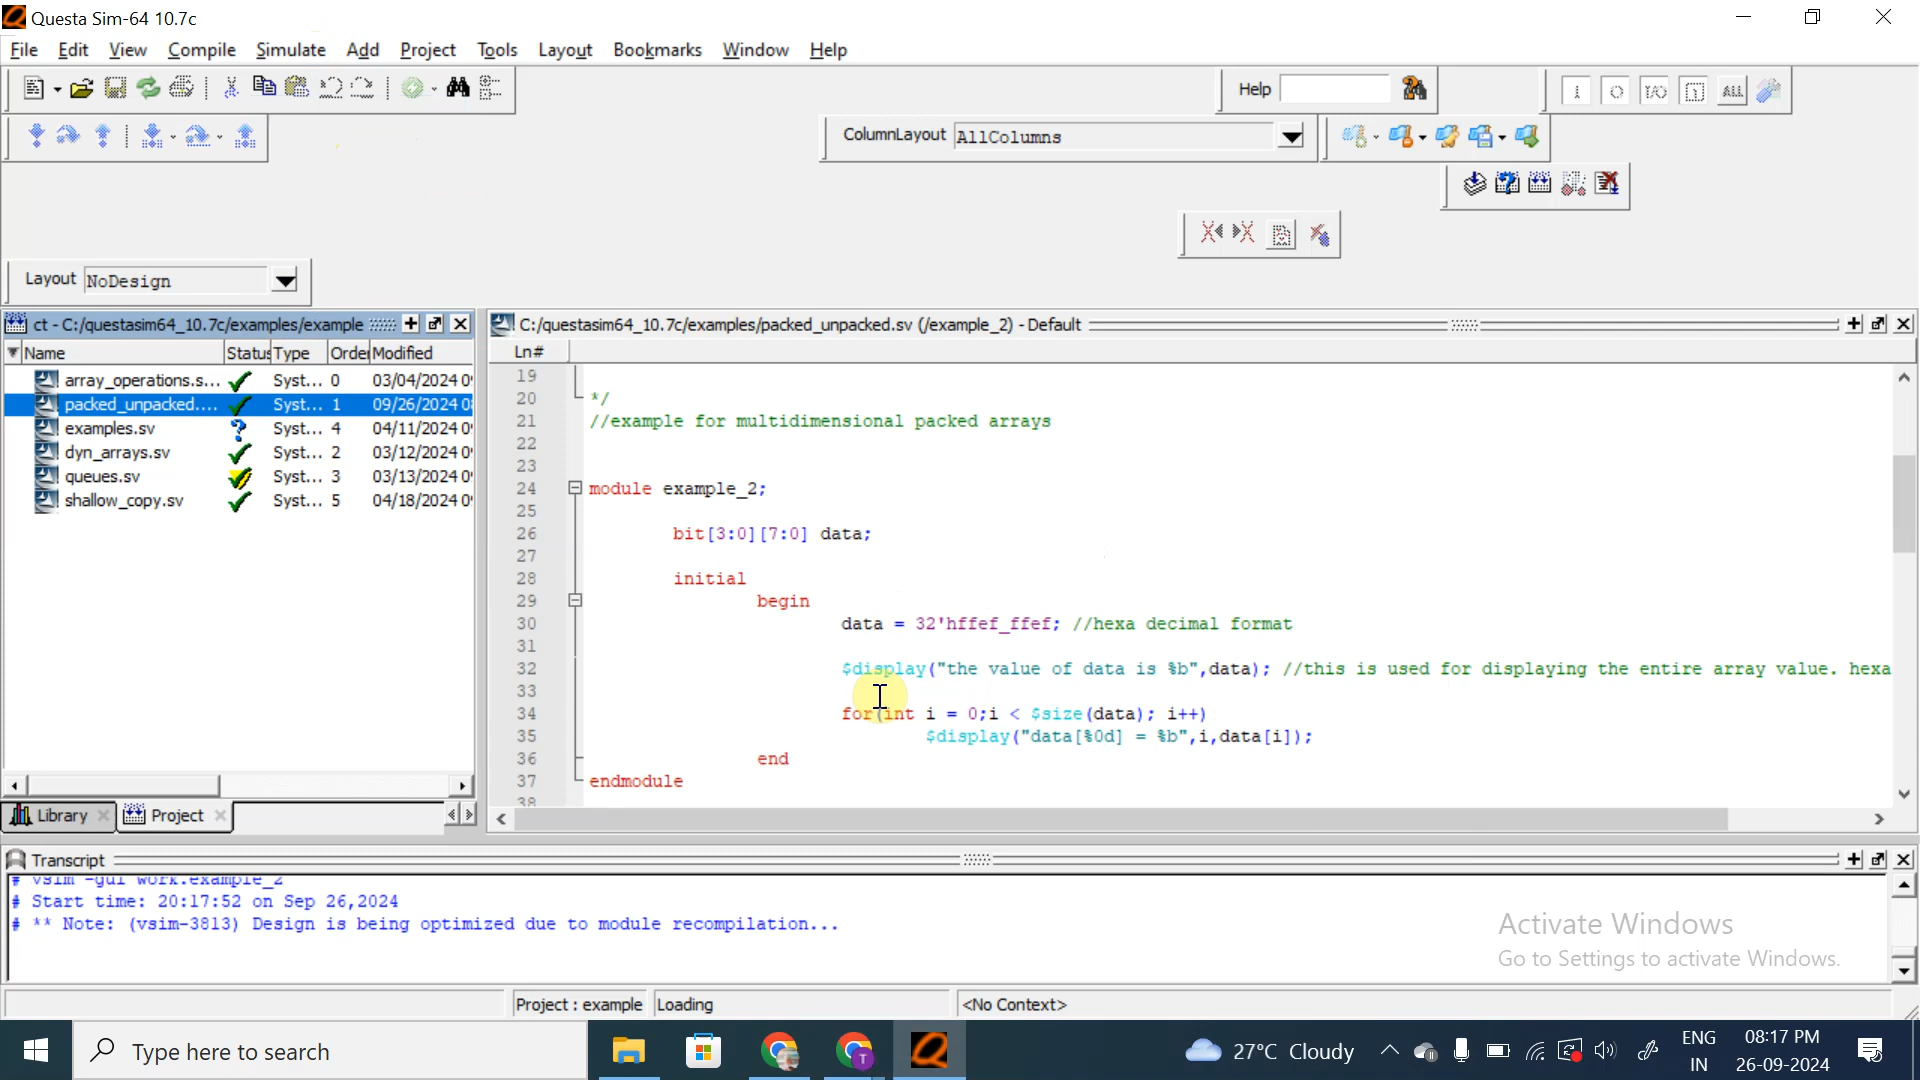 Questa Sim-64 10.7c
File Edit View Compile Simulate Add Project Tools Layout Bookmarks Window Help
Help
ALL
ColumnLayout AllColumns
Layout NoDesign
ct - C:/questasim64_10.7c/examples/example
Name Status Type Order Modified
array_operations.s... Syst... 0 03/04/2024 0
packed_unpacked.... Syst... 1 09/26/2024 0
examples.sv Syst... 4 04/11/2024 0
dyn_arrays.sv Syst... 2 03/12/2024 0
queues.sv Syst... 3 03/13/2024 0
shallow_copy.sv Syst... 5 04/18/2024 0
Library Project
C:/questasim64_10.7c/examples/packed_unpacked.sv (/example_2) - Default
Ln#
19
20 */
21 //example for multidimensional packed arrays
22
23
24 module example_2;
25
26 bit[3:0][7:0] data;
27
28 initial
29 begin
30 data = 32'hffef_ffef; //hexa decimal format
31
32 $display("the value of data is %b",data); //this is used for displaying the entire array value. hexa
33
34 for(int i = 0;i < $size(data); i++)
35 $display("data[%0d] = %b",i,data[i]);
36 end
37 endmodule
38
Transcript
# vsim -gui work.example_2
# Start time: 20:17:52 on Sep 26,2024
# ** Note: (vsim-3813) Design is being optimized due to module recompilation...
Activate Windows
Go to Settings to activate Windows.
Project : example Loading <No Context>
Type here to search
27°C Cloudy
ENG
IN
08:17 PM
26-09-2024